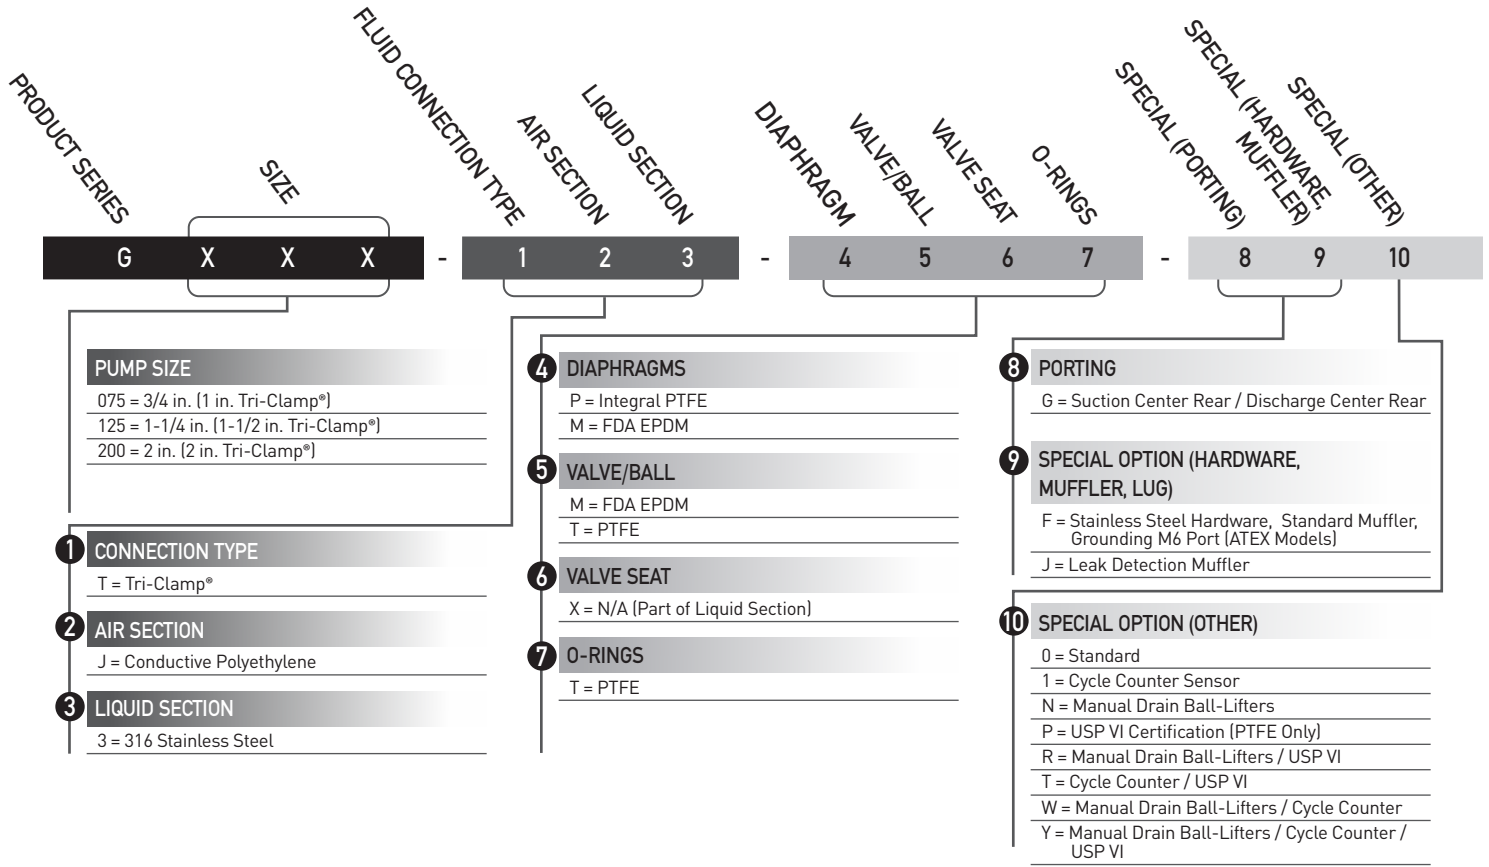 PRODUCT SERIES
SIZE
FLUID CONNECTION TYPE
AIR SECTION
LIQUID SECTION
DIAPHRAGM
VALVE/BALL
VALVE SEAT
O-RINGS
SPECIAL (PORTING)
SPECIAL (HARDWARE,
MUFFLER)
SPECIAL (OTHER)
G X X X - 1 2 3 - 4 5 6 7 - 8 9 10
PUMP SIZE
075 = 3/4 in. (1 in. Tri-Clamp®)
125 = 1-1/4 in. (1-1/2 in. Tri-Clamp®)
200 = 2 in. (2 in. Tri-Clamp®)
1 CONNECTION TYPE
T = Tri-Clamp®
2 AIR SECTION
J = Conductive Polyethylene
3 LIQUID SECTION
3 = 316 Stainless Steel
4 DIAPHRAGMS
P = Integral PTFE
M = FDA EPDM
5 VALVE/BALL
M = FDA EPDM
T = PTFE
6 VALVE SEAT
X = N/A (Part of Liquid Section)
7 O-RINGS
T = PTFE
8 PORTING
G = Suction Center Rear / Discharge Center Rear
9 SPECIAL OPTION (HARDWARE,
MUFFLER, LUG)
F = Stainless Steel Hardware, Standard Muffler,
Grounding M6 Port (ATEX Models)
J = Leak Detection Muffler
10 SPECIAL OPTION (OTHER)
0 = Standard
1 = Cycle Counter Sensor
N = Manual Drain Ball-Lifters
P = USP VI Certification (PTFE Only)
R = Manual Drain Ball-Lifters / USP VI
T = Cycle Counter / USP VI
W = Manual Drain Ball-Lifters / Cycle Counter
Y = Manual Drain Ball-Lifters / Cycle Counter /
USP VI